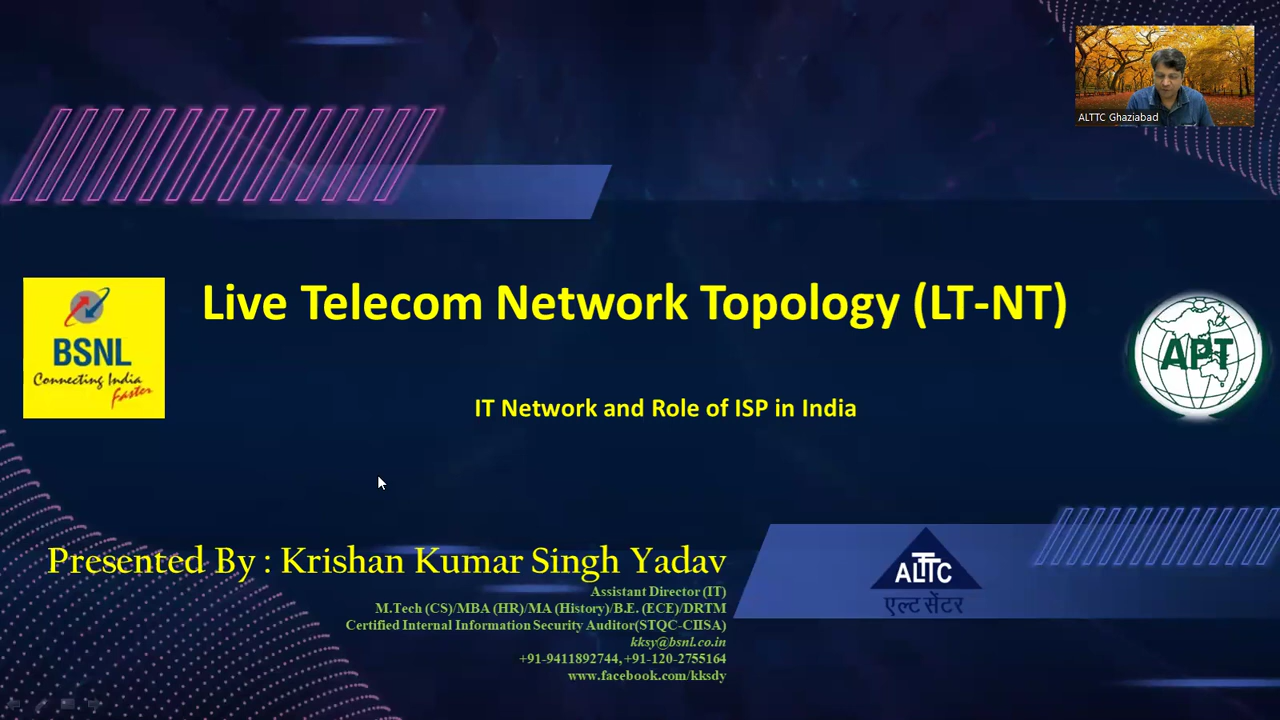 ALTTC Ghaziabad
Live Telecom Network Topology (LT-NT)
BSNL
Connecting India
Faster
APT
IT Network and Role of ISP in India
Presented By : Krishan Kumar Singh Yadav
Assistant Director (IT)
M.Tech (CS)/MBA (HR)/MA (History)/B.E. (ECE)/DRTM
Certified Internal Information Security Auditor(STQC-CIISA)
kksy@bsnl.co.in
+91-9411892744, +91-120-2755164
www.facebook.com/kksdy
ALTTC
एल्ट सेंटर